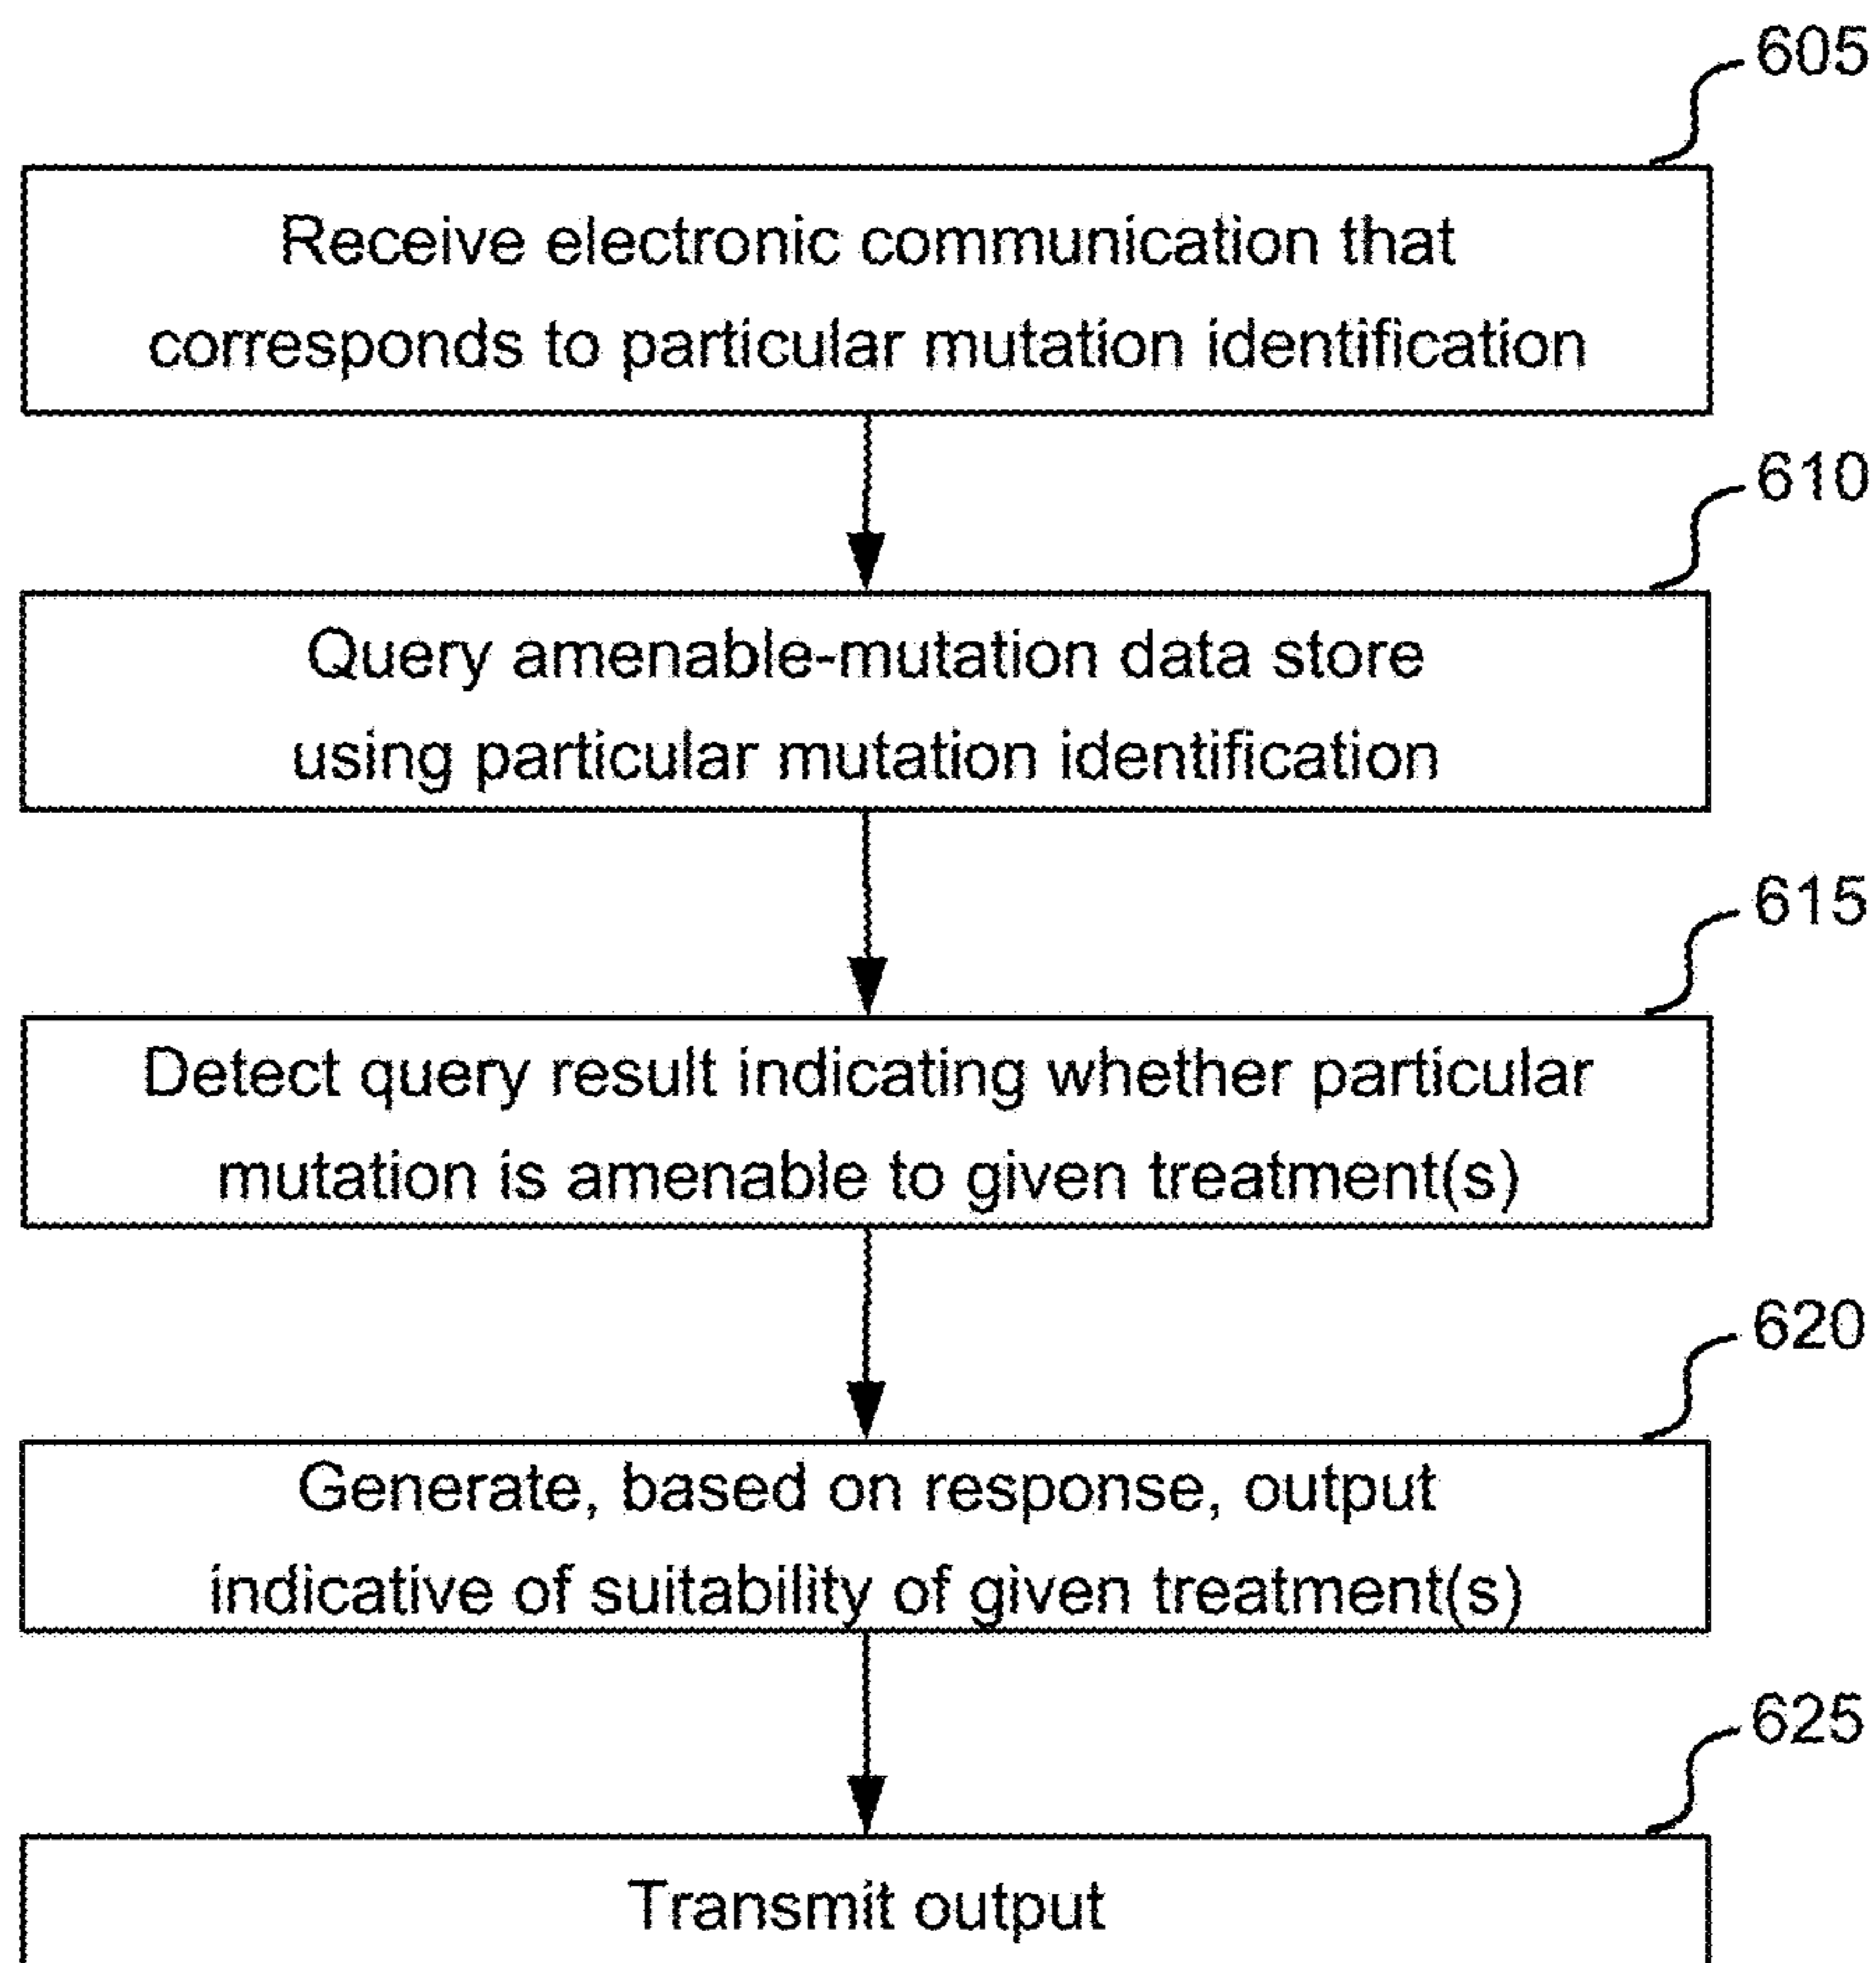 605
Receive electronic communication that
corresponds to particular mutation identification
610
Query amenable-mutation data store
using particular mutation identification
615
Detect query result indicating whether particular
mutation is amenable to given treatment(s)
620
Generate, based on response, output
indicative of suitability of given treatment(s)
625
Transmit output